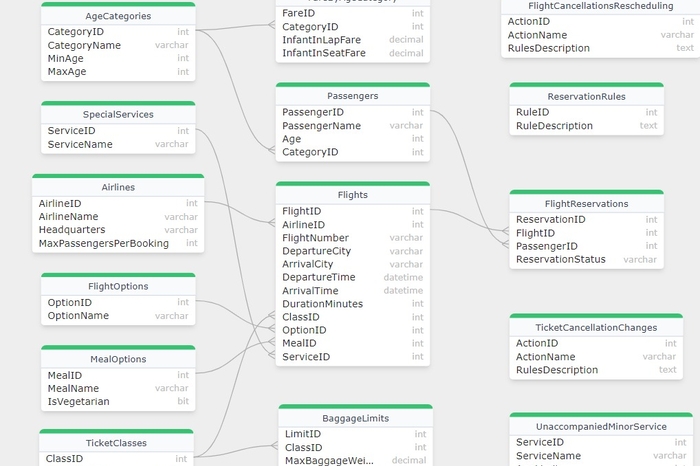 AgeCategories
CategoryID int
CategoryName varchar
MinAge int
MaxAge int
SpecialServices
ServiceID int
ServiceName varchar
Airlines
AirlineID int
AirlineName varchar
Headquarters varchar
MaxPassengersPerBooking int
FlightOptions
OptionID int
OptionName varchar
MealOptions
MealID int
MealName varchar
IsVegetarian bit
TicketClasses
ClassID int
FareID int
CategoryID int
InfantInLapFare decimal
InfantInSeatFare decimal
Passengers
PassengerID int
PassengerName varchar
Age int
CategoryID int
Flights
FlightID int
AirlineID int
FlightNumber varchar
DepartureCity varchar
ArrivalCity varchar
DepartureTime datetime
ArrivalTime datetime
DurationMinutes int
ClassID int
OptionID int
MealID int
ServiceID int
BaggageLimits
LimitID int
ClassID int
MaxBaggageWei... decimal
FlightCancellationsRescheduling
ActionID int
ActionName varchar
RulesDescription text
ReservationRules
RuleID int
RuleDescription text
FlightReservations
ReservationID int
FlightID int
PassengerID int
ReservationStatus varchar
TicketCancellationChanges
ActionID int
ActionName varchar
RulesDescription text
UnaccompaniedMinorService
ServiceID int
ServiceName varchar